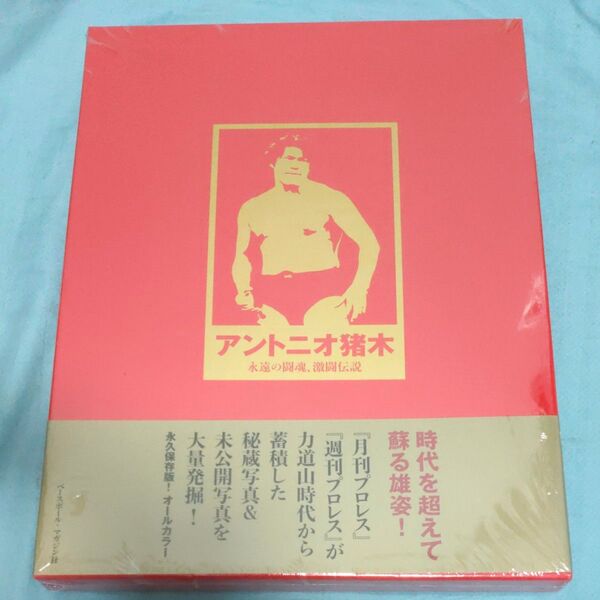 アントニオ猪木
永遠の闘魂、激闘伝説
時代を超えて
蘇る雄姿！
『月刊プロレス』
『週刊プロレス』が
力道山時代から
蓄積した
秘蔵写真&
未公開写真を
大量発掘！
永久保存版！オールカラー
ベースボール・マガジン社